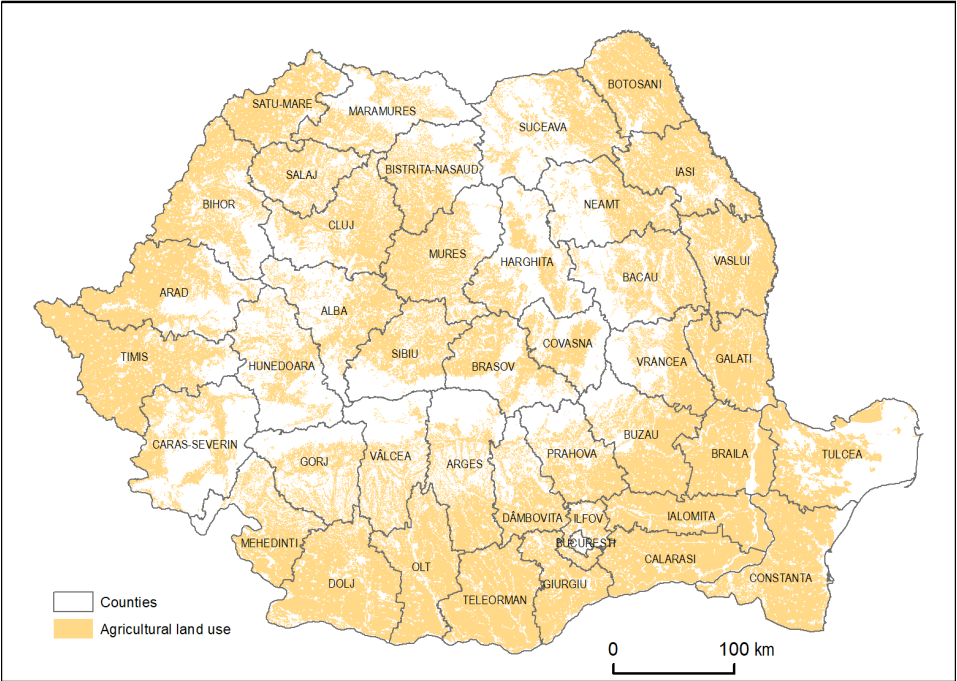 BOTOSANI
SATU-MARE
MARAMURES
SUCEAVA
BISTRITA-NASAUD
IASI
SALAJ
BIHOR
NEAMT
CLUJ
MURES
HARGHITA
VASLUI
BACAU
ARAD
ALBA
COVASNA
TIMIS
SIBIU
BRASOV
VRANCEA
GALATI
HUNEDOARA
CARAS-SEVERIN
BUZAU
GORJ
VÂLCEA
ARGES
PRAHOVA
BRAILA
TULCEA
DÂMBOVITA
ILFOV
IALOMITA
MEHEDINTI
BUCURESTI
CALARASI
DOLJ
OLT
TELEORMAN
GIURGIU
CONSTANTA
Counties
Agricultural land use
0 100 km